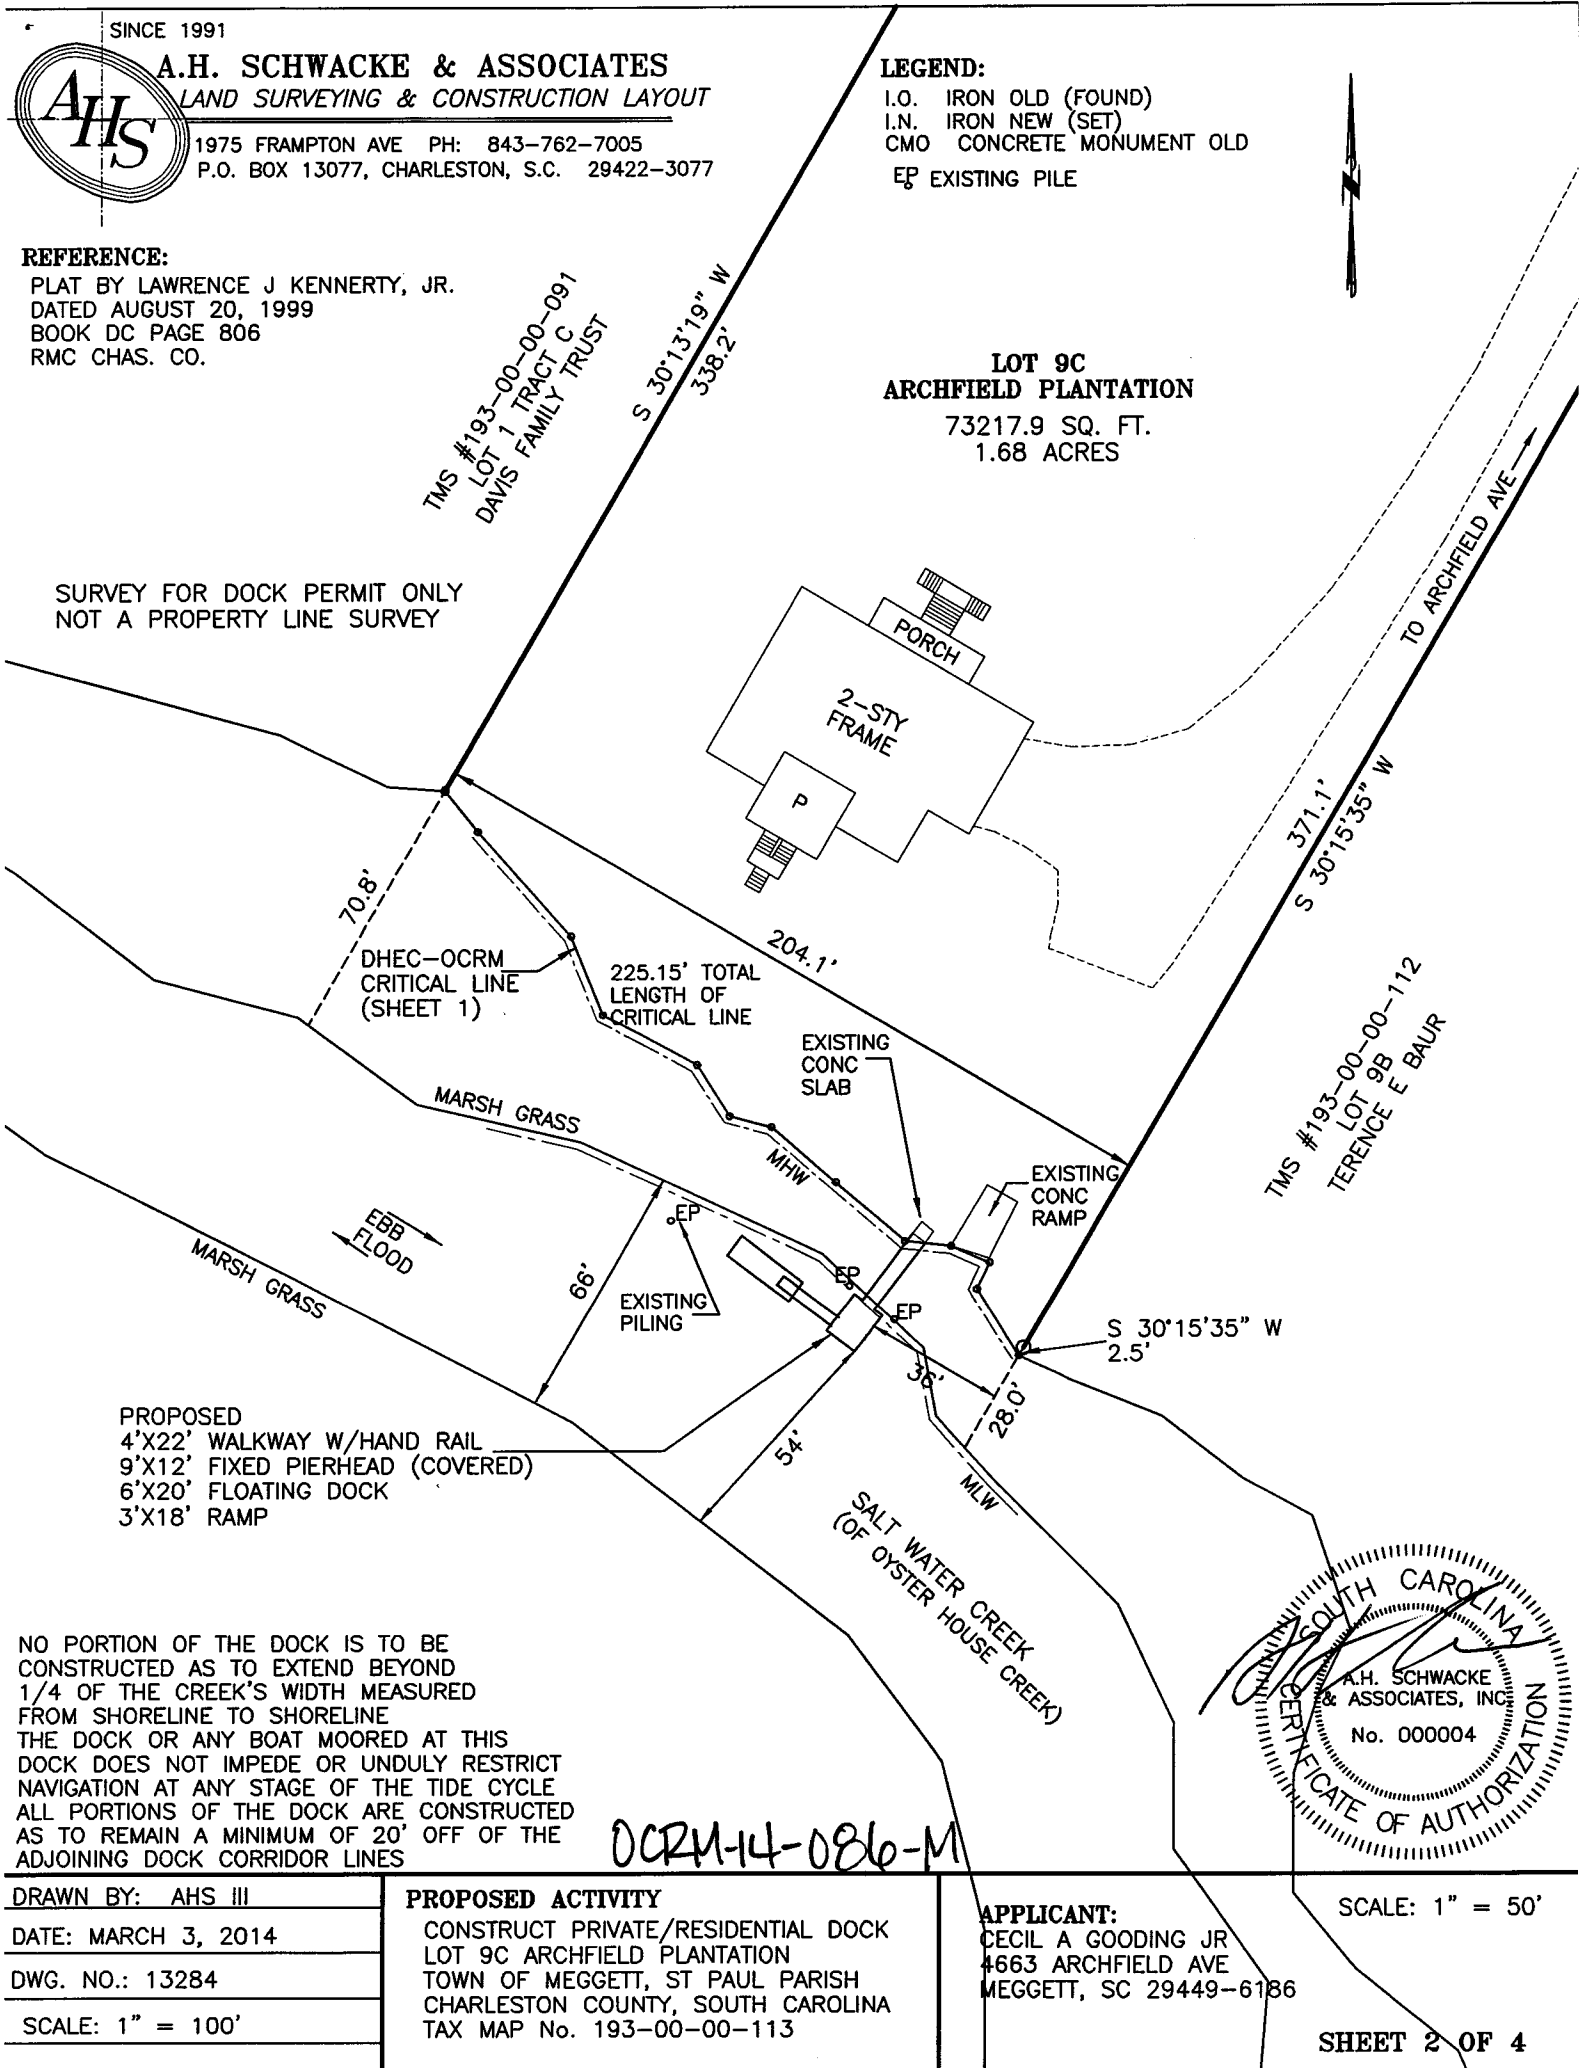 SINCE 1991
AHS
A.H. SCHWACKE & ASSOCIATES
LAND SURVEYING & CONSTRUCTION LAYOUT
1975 FRAMPTON AVE PH: 843-762-7005
P.O. BOX 13077, CHARLESTON, S.C. 29422-3077
LEGEND:
I.O. IRON OLD (FOUND)
I.N. IRON NEW (SET)
CMO CONCRETE MONUMENT OLD
EP EXISTING PILE
N
REFERENCE:
PLAT BY LAWRENCE J KENNERTY, JR.
DATED AUGUST 20, 1999
BOOK DC PAGE 806
RMC CHAS. CO.
TMS #193-00-00-091
LOT 1 TRACT C
DAVIS FAMILY TRUST
S 30°13'19" W
338.2'
LOT 9C
ARCHFIELD PLANTATION
73217.9 SQ. FT.
1.68 ACRES
TO ARCHFIELD AVE
SURVEY FOR DOCK PERMIT ONLY
NOT A PROPERTY LINE SURVEY
PORCH
2-STY
FRAME
P
371.1'
S 30°15'35" W
70.8'
204.1'
DHEC-OCRM
CRITICAL LINE
(SHEET 1)
225.15' TOTAL
LENGTH OF
CRITICAL LINE
EXISTING
CONC
SLAB
TMS #193-00-00-112
LOT 9B
TERENCE E BAUR
MARSH GRASS
MHW
EXISTING
CONC
RAMP
EP
EBB
FLOOD
MARSH GRASS
66'
EXISTING
PILING
EP
EP
S 30°15'35" W
2.5'
36'
28.0'
PROPOSED
4'X22' WALKWAY W/HAND RAIL
9'X12' FIXED PIERHEAD (COVERED)
6'X20' FLOATING DOCK
3'X18' RAMP
54'
MLW
SALT WATER CREEK
(OF OYSTER HOUSE CREEK)
SOUTH CAROLINA
A.H. SCHWACKE
& ASSOCIATES, INC
No. 000004
CERTIFICATE OF AUTHORIZATION
NO PORTION OF THE DOCK IS TO BE
CONSTRUCTED AS TO EXTEND BEYOND
1/4 OF THE CREEK'S WIDTH MEASURED
FROM SHORELINE TO SHORELINE
THE DOCK OR ANY BOAT MOORED AT THIS
DOCK DOES NOT IMPEDE OR UNDULY RESTRICT
NAVIGATION AT ANY STAGE OF THE TIDE CYCLE
ALL PORTIONS OF THE DOCK ARE CONSTRUCTED
AS TO REMAIN A MINIMUM OF 20' OFF OF THE
ADJOINING DOCK CORRIDOR LINES
OCRM-14-086-M
DRAWN BY: AHS III
DATE: MARCH 3, 2014
DWG. NO.: 13284
SCALE: 1" = 100'
PROPOSED ACTIVITY
CONSTRUCT PRIVATE/RESIDENTIAL DOCK
LOT 9C ARCHFIELD PLANTATION
TOWN OF MEGGETT, ST PAUL PARISH
CHARLESTON COUNTY, SOUTH CAROLINA
TAX MAP No. 193-00-00-113
APPLICANT:
CECIL A GOODING JR
4663 ARCHFIELD AVE
MEGGETT, SC 29449-6186
SCALE: 1" = 50'
SHEET 2 OF 4